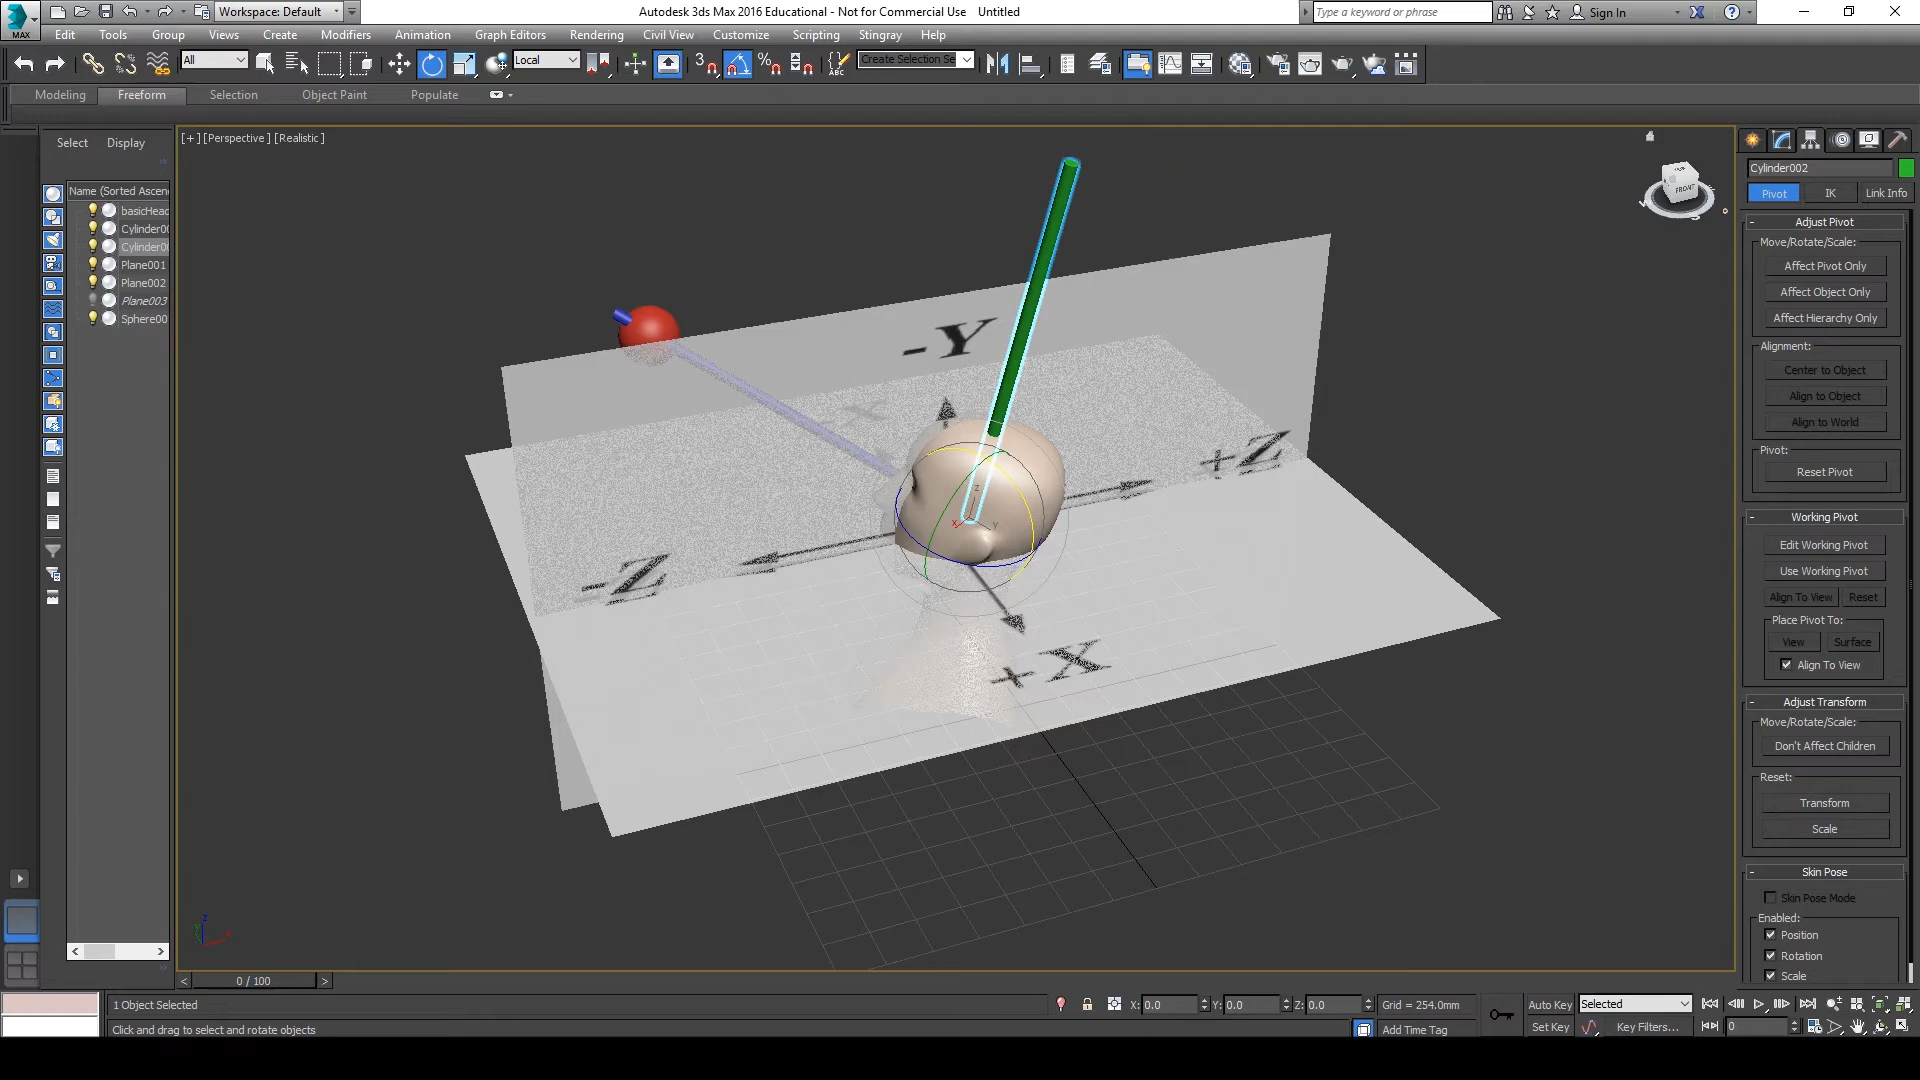 Workspace: Default
Autodesk 3ds Max 2016 Educational - Not for Commercial Use Untitled
Type a keyword or phrase
Sign In
MAX
Edit Tools Group Views Create Modifiers Animation Graph Editors Rendering Civil View Customize Scripting Stingray Help
All
Local
3
ABC
Create Selection Se
Modeling Freeform Selection Object Paint Populate
Select Display
[+] [Perspective ] [Realistic ]
Name (Sorted Ascen
basicHead
Cylinder00
Cylinder00
Plane001
Plane002
Plane003
Sphere00
FRONT
-Y
+Z
-Z
+X
X
z
x
y
Cylinder002
Pivot IK Link Info
- Adjust Pivot
Move/Rotate/Scale:
Affect Pivot Only
Affect Object Only
Affect Hierarchy Only
Alignment:
Center to Object
Align to Object
Align to World
Pivot:
Reset Pivot
- Working Pivot
Edit Working Pivot
Use Working Pivot
Align To View Reset
Place Pivot To:
View Surface
Align To View
- Adjust Transform
Move/Rotate/Scale:
Don't Affect Children
Reset:
Transform
Scale
- Skin Pose
Skin Pose Mode
Enabled:
Position
Rotation
Scale
< 0 / 100 >
1 Object Selected
X: 0.0 Y: 0.0 Z: 0.0 Grid = 254.0mm
Auto Key Selected
Click and drag to select and rotate objects
Add Time Tag
Set Key Key Filters... 0